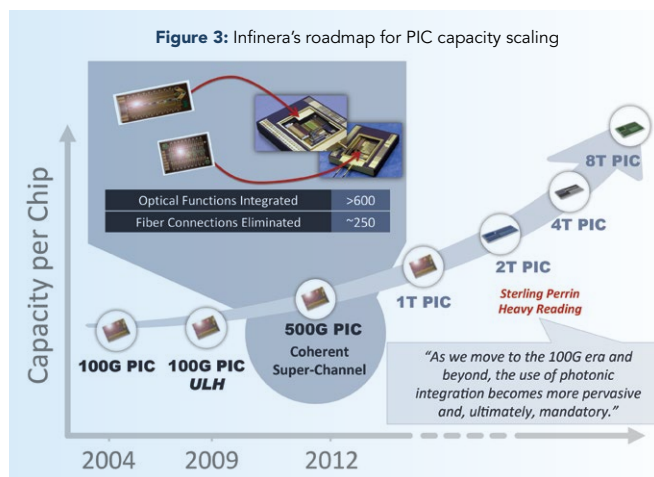 Figure 3: Infinera’s roadmap for PIC capacity scaling
Optical Functions Integrated >600
Fiber Connections Eliminated ~250
Capacity per Chip
100G PIC
100G PIC
ULH
500G PIC
Coherent
Super-Channel
1T PIC
2T PIC
4T PIC
8T PIC
Sterling Perrin
Heavy Reading
“As we move to the 100G era and
beyond, the use of photonic
integration becomes more pervasive
and, ultimately, mandatory.”
2004
2009
2012